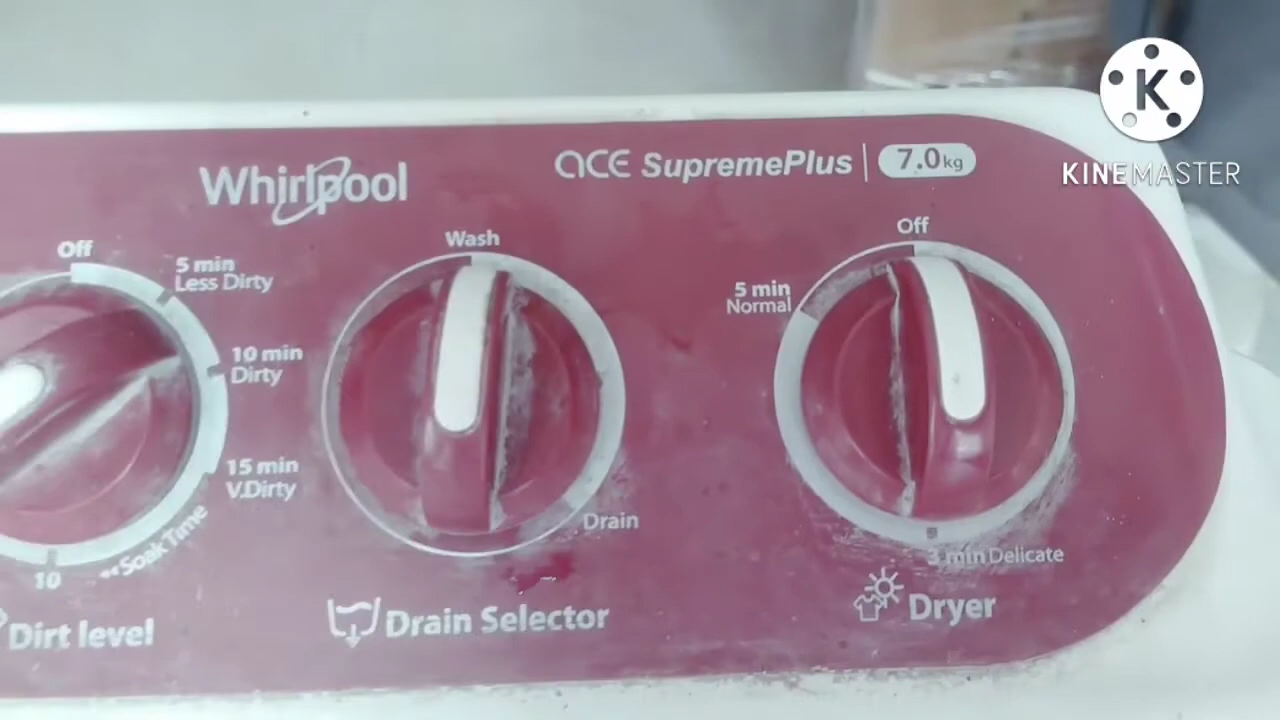 K
KINEMASTER
Whirlpool
ace SupremePlus | 7.0kg
Off
5 min
Less Dirty
10 min
Dirty
15 min
V.Dirty
Soak Time
10
Dirt level
Wash
Drain
Drain Selector
Off
5 min
Normal
3 min Delicate
Dryer